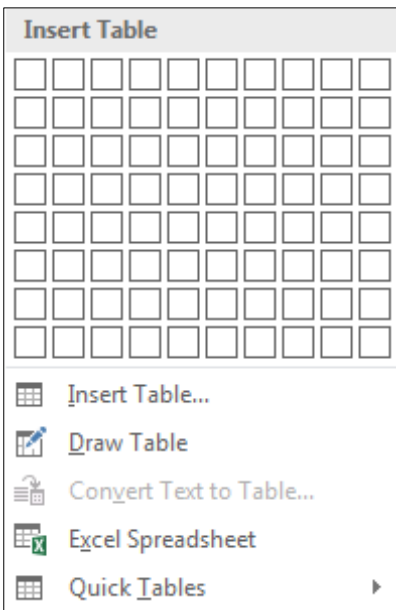 Insert Table
Insert Table...
Draw Table
Convert Text to Table...
Excel Spreadsheet
Quick Tables